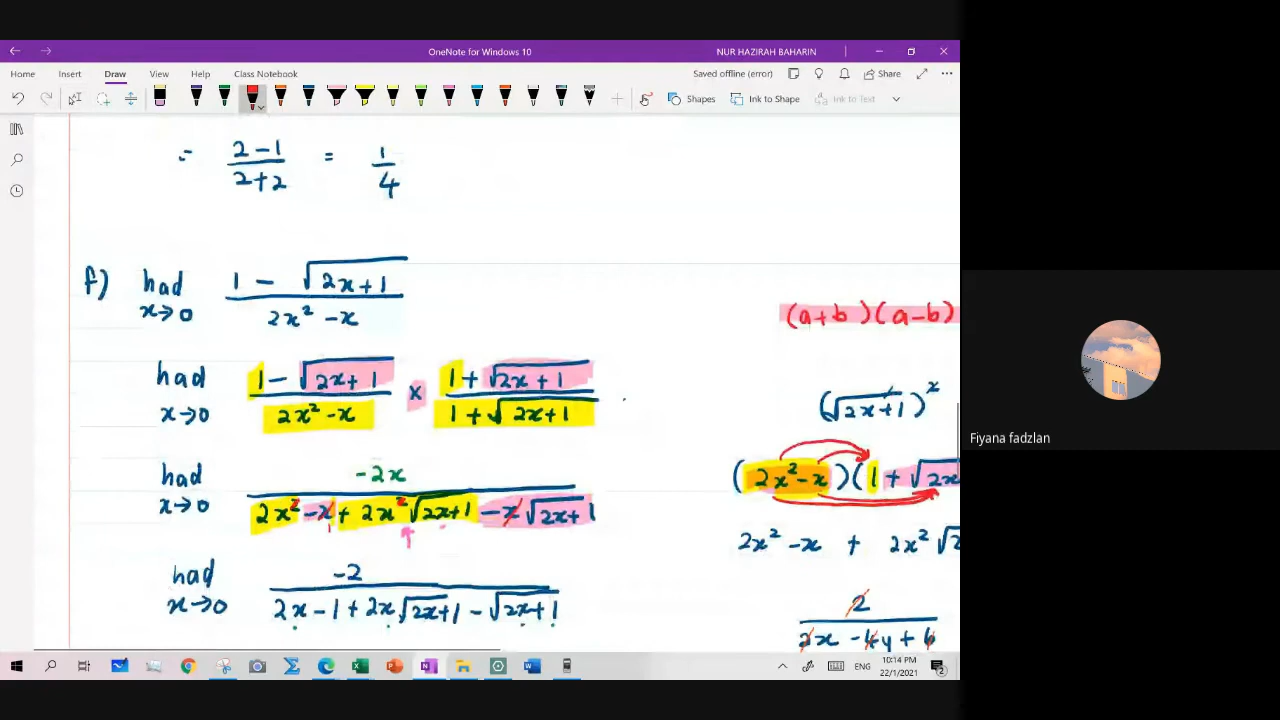 OneNote for Windows 10
NUR HAZIRAH BAHARIN
Home Insert Draw View Help Class Notebook
Saved offline (error) Share
Shapes Ink to Shape Ink to Text
= 2 - 1 / 2 + 2 = 1 / 4
f) had x→0 1 - √(2x+1) / 2x² - x
(a+b)(a-b)
had x→0 1 - √(2x+1) / 2x² - x × 1 + √(2x+1) / 1 + √(2x+1)
(√(2x+1))²
had x→0 -2x / 2x² - x + 2x²√(2x+1) - x√(2x+1)
(2x² - x)(1 + √2x
2x² - x + 2x²√2
had x→0 -2 / 2x - 1 + 2x√(2x+1) - √(2x+1)
2 / 2x - 4y + 6
Fiyana fadzlan
ENG
10:14 PM
22/1/2021